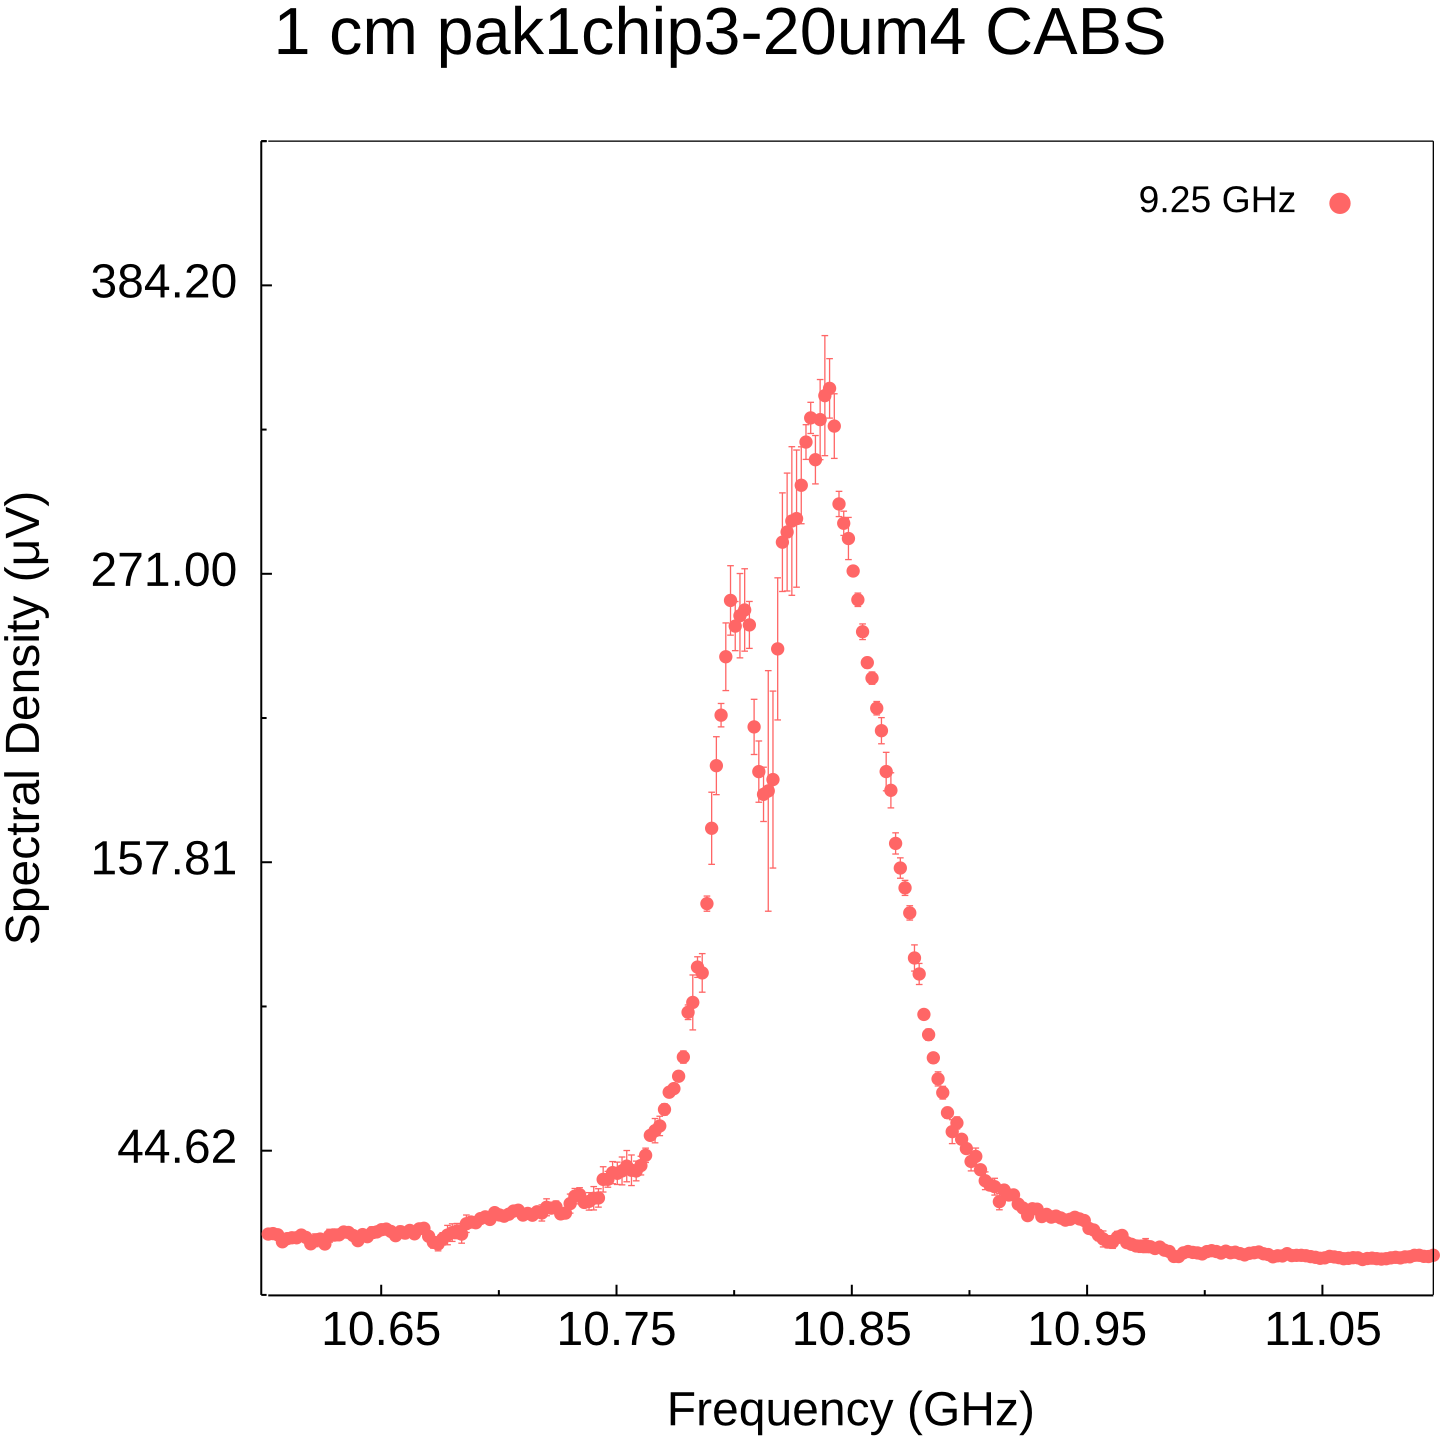 1 cm pak1chip3-20um4 CABS
9.25 GHz
384.20
271.00
157.81
44.62
Spectral Density (μV)
10.65 10.75 10.85 10.95 11.05
Frequency (GHz)